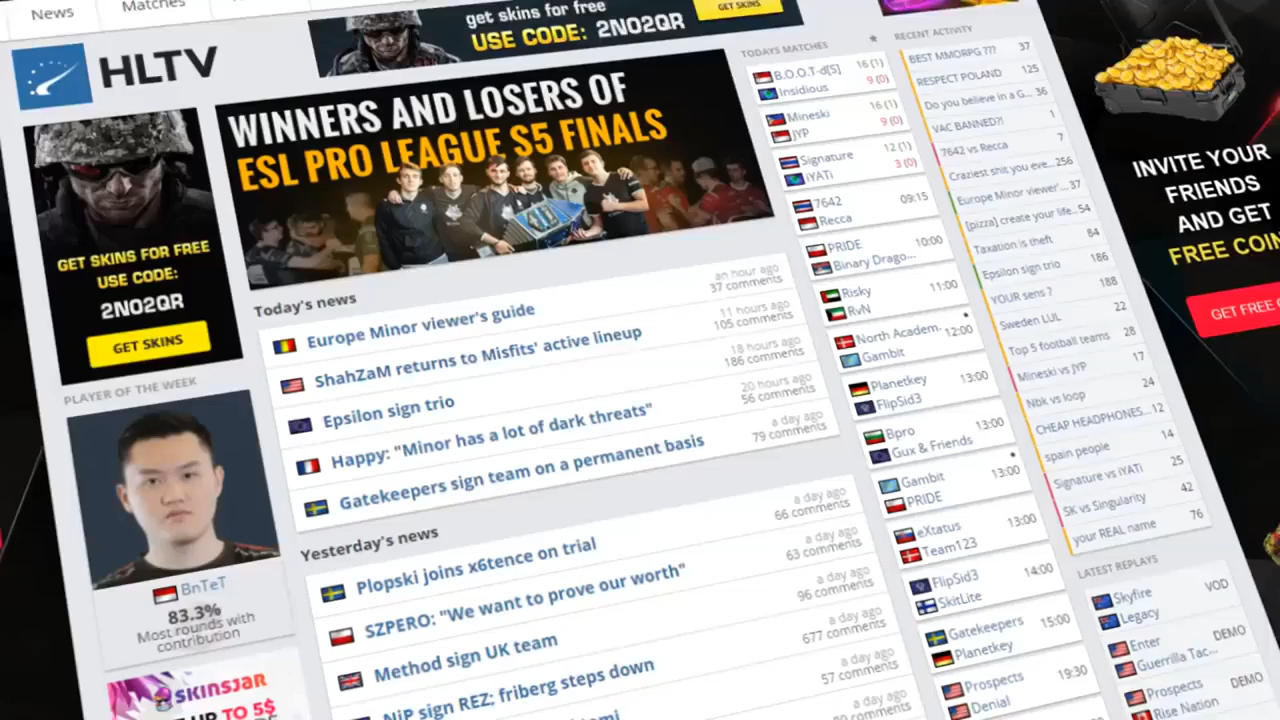 News
Matches
HLTV
get skins for free
USE CODE: 2NO2QR
GET SKINS
GET SKINS FOR FREE
USE CODE:
2NO2QR
GET SKINS
PLAYER OF THE WEEK
BnTeT
83.3%
Most rounds with
contribution
SKINSJAR
UP TO 5$
WINNERS AND LOSERS OF
ESL PRO LEAGUE S5 FINALS
Today's news
Europe Minor viewer's guide
an hour ago
37 comments
ShahZaM returns to Misfits' active lineup
11 hours ago
105 comments
Epsilon sign trio
18 hours ago
186 comments
Happy: "Minor has a lot of dark threats"
20 hours ago
56 comments
Gatekeepers sign team on a permanent basis
a day ago
79 comments
Yesterday's news
Plopski joins x6tence on trial
a day ago
66 comments
SZPERO: "We want to prove our worth"
a day ago
63 comments
Method sign UK team
a day ago
96 comments
NiP sign REZ; friberg steps down
a day ago
677 comments
a day ago
57 comments
a day ago
TODAYS MATCHES
B.O.O.T-d[S] 16 (1)
Insidious 9 (0)
Mineski 16 (1)
JYP 9 (0)
Signature 12 (1)
iYATi 3 (0)
7642 09:15
Recca
PRIDE 10:00
Binary Drago...
Risky 11:00
RvN
North Academ. 12:00
Gambit
Planetkey 13:00
FlipSid3
Bpro 13:00
Gux & Friends
Gambit 13:00
PRIDE
eXtatus 13:00
Team123
FlipSid3 14:00
SkitLite
Gatekeepers 15:00
Planetkey
Prospects 19:30
Denial
RECENT ACTIVITY
BEST MMORPG ??? 37
RESPECT POLAND 125
Do you believe in a G... 36
VAC BANNED?! 1
7642 vs Recca 7
Craziest shit you eve... 256
Europe Minor viewer'... 37
[pizza] create your life... 54
Taxation is theft 84
Epsilon sign trio 186
YOUR sens ? 188
Sweden LUL 22
Top 5 football teams 28
Mineski vs JYP 17
Nbk vs loop 24
CHEAP HEADPHONES... 12
spain people 14
Signature vs iYATi 25
SK vs Singularity 42
your REAL name 76
LATEST REPLAYS
Skyfire VOD
Legacy
Enter DEMO
Guerrilla Tac...
Prospects DEMO
Rise Nation
INVITE YOUR
FRIENDS
AND GET
FREE COIN
GET FREE